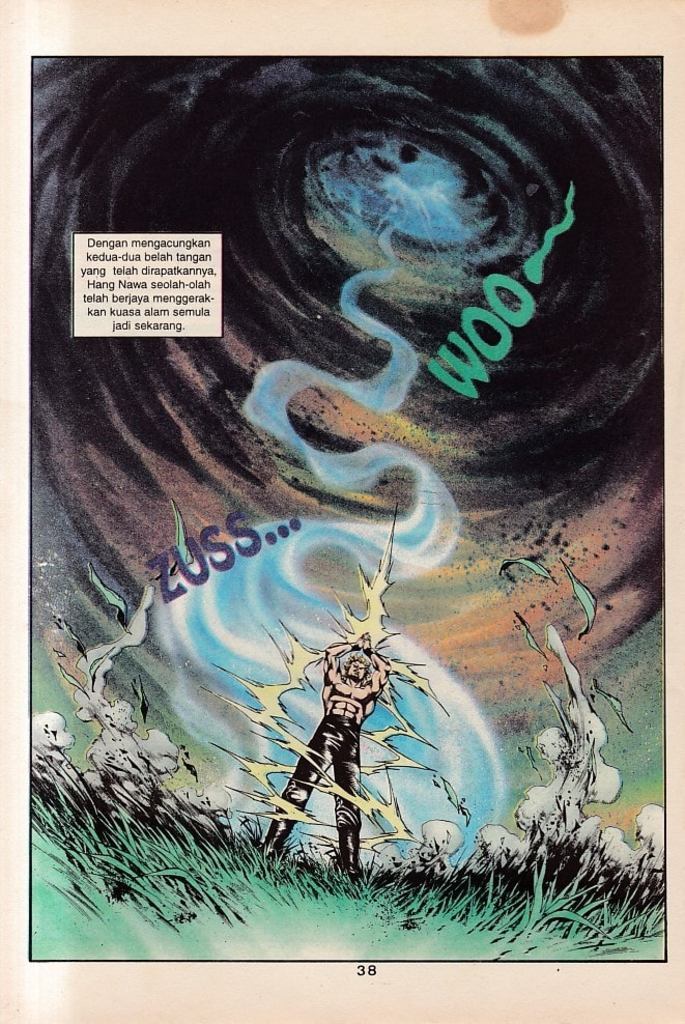 Dengan mengacungkan
kedua-dua belah tangan
yang telah dirapatkannya,
Hang Nawa seolah-olah
telah berjaya menggerak-
kan kuasa alam semula
jadi sekarang.
WOO~
ZUSS...
38